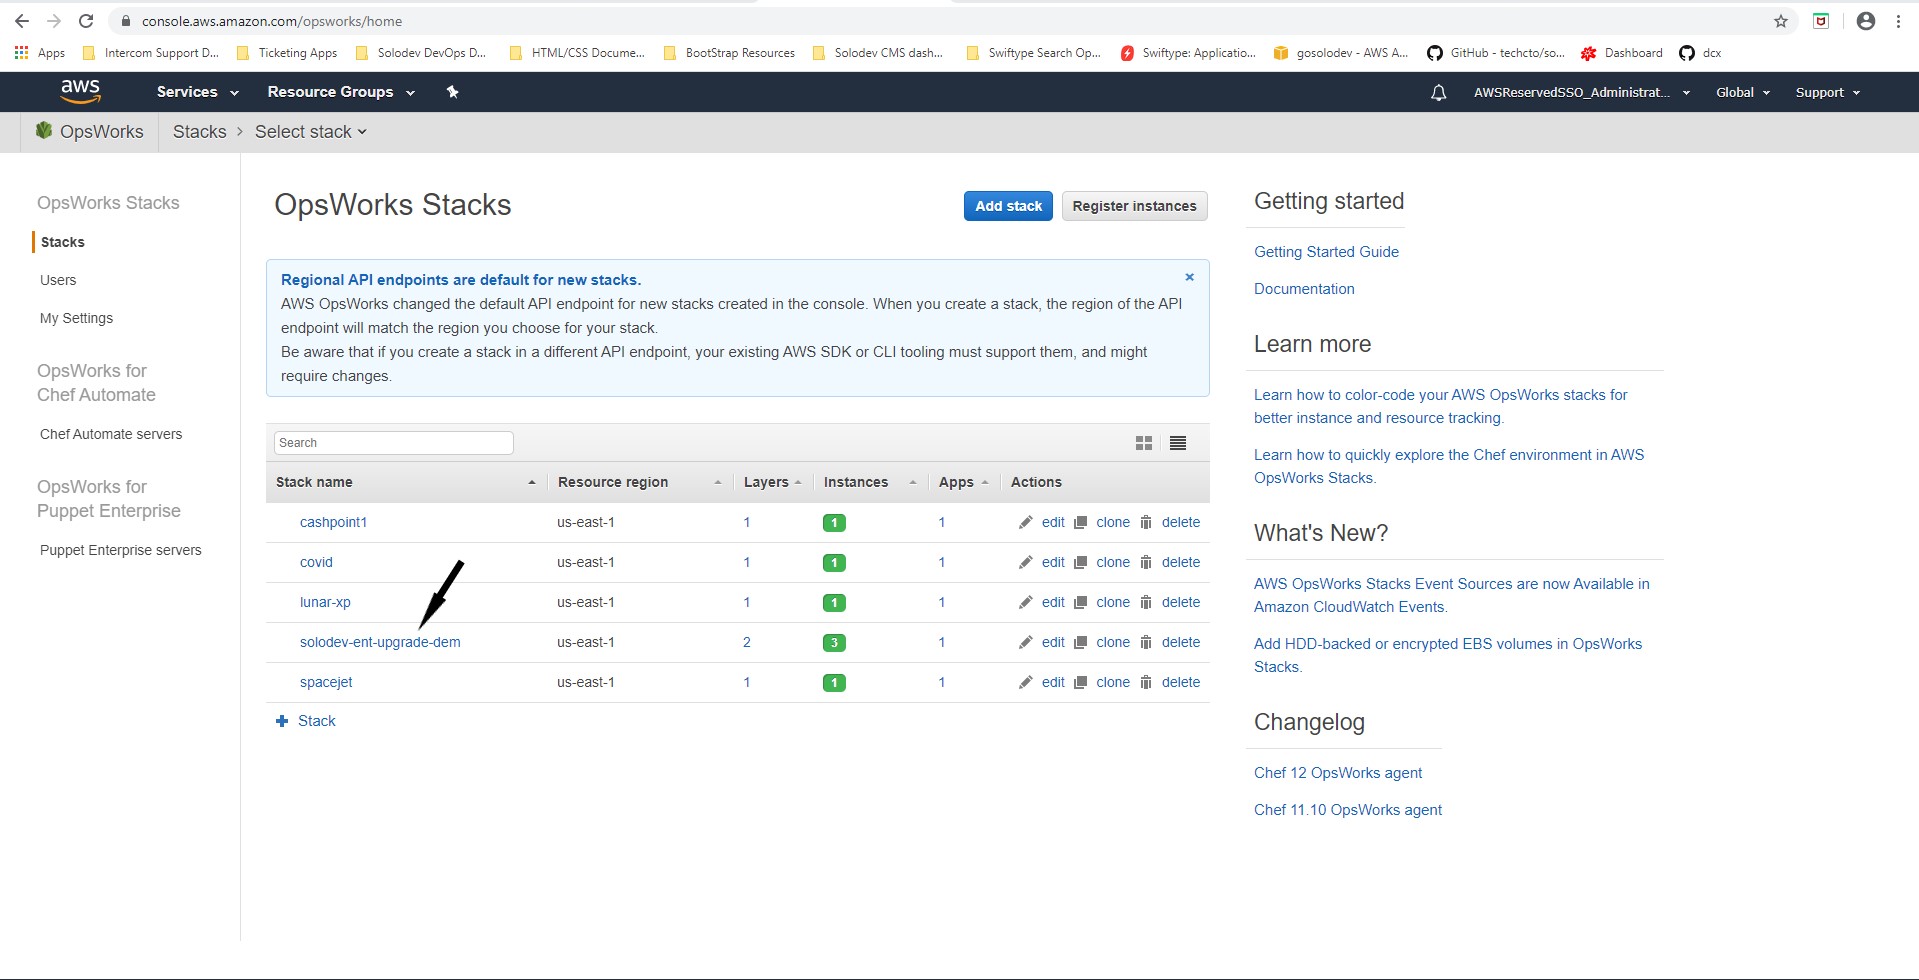 console.aws.amazon.com/opsworks/home
Apps Intercom Support D... Ticketing Apps Solodev DevOps D... HTML/CSS Docume... BootStrap Resources Solodev CMS dash... Swiftype Search Op... Swiftype: Applicatio... gosolodev - AWS A... GitHub - techcto/so... Dashboard dcx
aws Services Resource Groups AWSReservedSSO_Administrat... Global Support
OpsWorks Stacks > Select stack
OpsWorks Stacks
Stacks
Users
My Settings
OpsWorks for
Chef Automate
Chef Automate servers
OpsWorks for
Puppet Enterprise
Puppet Enterprise servers
OpsWorks Stacks
Add stack Register instances
Regional API endpoints are default for new stacks.
AWS OpsWorks changed the default API endpoint for new stacks created in the console. When you create a stack, the region of the API
endpoint will match the region you choose for your stack.
Be aware that if you create a stack in a different API endpoint, your existing AWS SDK or CLI tooling must support them, and might
require changes.
Search
Stack name Resource region Layers Instances Apps Actions
cashpoint1 us-east-1 1 1 1 edit clone delete
covid us-east-1 1 1 1 edit clone delete
lunar-xp us-east-1 1 1 1 edit clone delete
solodev-ent-upgrade-dem us-east-1 2 3 1 edit clone delete
spacejet us-east-1 1 1 1 edit clone delete
Stack
Getting started
Getting Started Guide
Documentation
Learn more
Learn how to color-code your AWS OpsWorks stacks for
better instance and resource tracking.
Learn how to quickly explore the Chef environment in AWS
OpsWorks Stacks.
What's New?
AWS OpsWorks Stacks Event Sources are now Available in
Amazon CloudWatch Events.
Add HDD-backed or encrypted EBS volumes in OpsWorks
Stacks.
Changelog
Chef 12 OpsWorks agent
Chef 11.10 OpsWorks agent